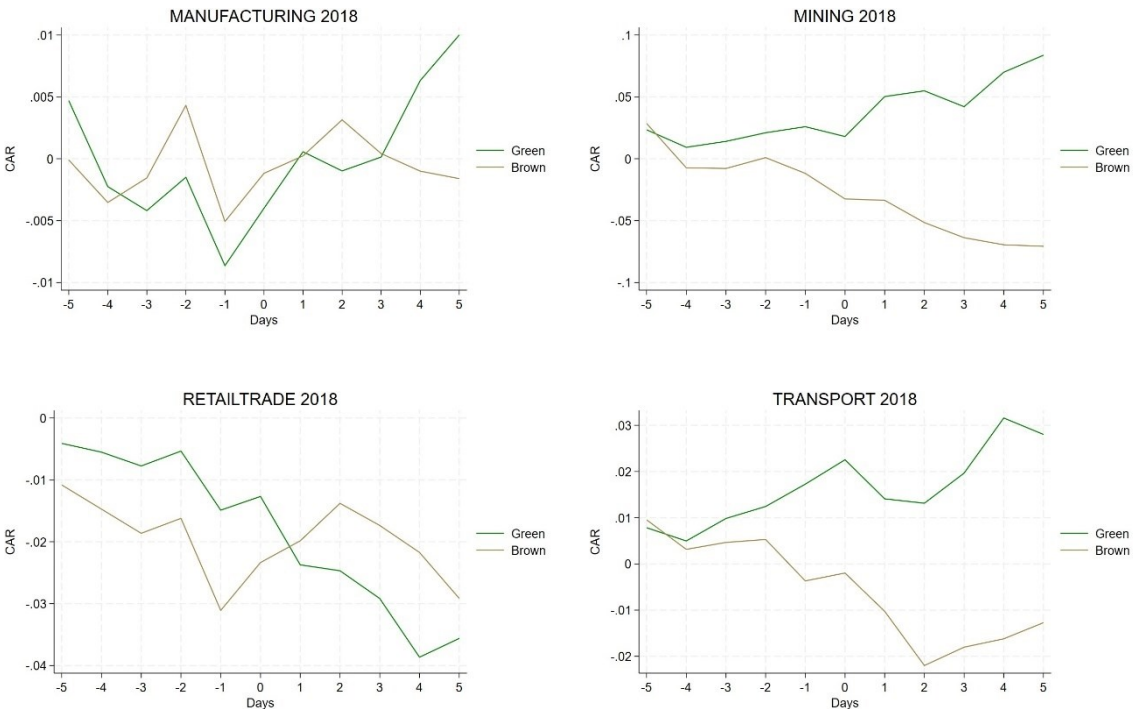 MANUFACTURING 2018
.01
.005
0
-.005
-.01
CAR
-5 -4 -3 -2 -1 0 1 2 3 4 5
Days
Green
Brown
MINING 2018
.1
.05
0
-.05
-.1
CAR
-5 -4 -3 -2 -1 0 1 2 3 4 5
Days
Green
Brown
RETAILTRADE 2018
0
-.01
-.02
-.03
-.04
CAR
-5 -4 -3 -2 -1 0 1 2 3 4 5
Days
Green
Brown
TRANSPORT 2018
.03
.02
.01
0
-.01
-.02
CAR
-5 -4 -3 -2 -1 0 1 2 3 4 5
Days
Green
Brown